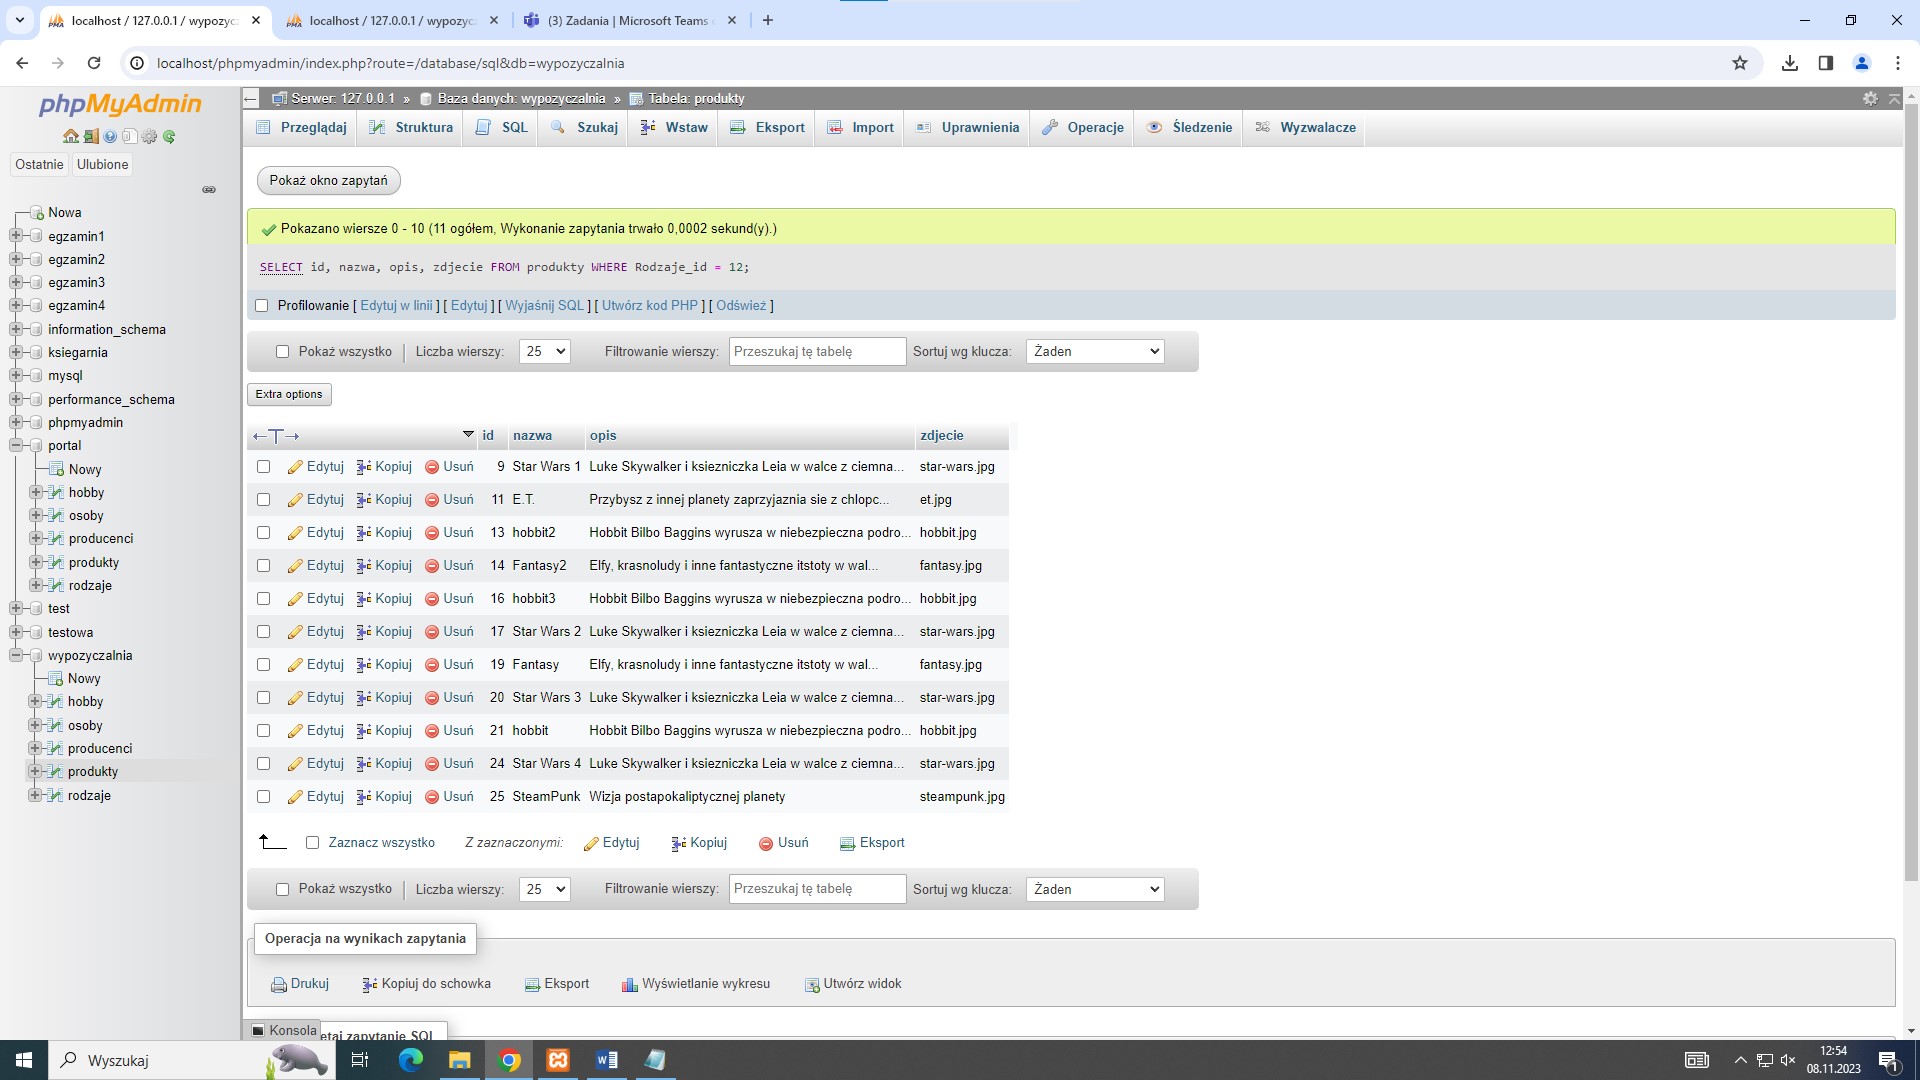 localhost / 127.0.0.1 / wypożycz
localhost / 127.0.0.1 / wypożycz
(3) Zadania | Microsoft Teams
localhost/phpmyadmin/index.php?route=/database/sql&db=wypozyczalnia
phpMyAdmin
Ostatnie Ulubione
Nowa
egzamin1
egzamin2
egzamin3
egzamin4
information_schema
ksiegarnia
mysql
performance_schema
phpmyadmin
portal
Nowy
hobby
osoby
producenci
produkty
rodzaje
test
testowa
wypozyczalnia
Nowy
hobby
osoby
producenci
produkty
rodzaje
Serwer: 127.0.0.1 » Baza danych: wypozyczalnia » Tabela: produkty
Przeglądaj Struktura SQL Szukaj Wstaw Eksport Import Uprawnienia Operacje Śledzenie Wyzwalacze
Pokaż okno zapytań
Pokazano wiersze 0 - 10 (11 ogółem, Wykonanie zapytania trwało 0,0002 sekund(y).)
SELECT id, nazwa, opis, zdjecie FROM produkty WHERE Rodzaje_id = 12;
Profilowanie [ Edytuj w linii ] [ Edytuj ] [ Wyjaśnij SQL ] [ Utwórz kod PHP ] [ Odśwież ]
Pokaż wszystko | Liczba wierszy: 25 Filtrowanie wierszy: Przeszukaj tę tabelę Sortuj wg klucza: Żaden
Extra options
id nazwa opis zdjecie
Edytuj Kopiuj Usuń 9 Star Wars 1 Luke Skywalker i ksiezniczka Leia w walce z ciemna... star-wars.jpg
Edytuj Kopiuj Usuń 11 E.T. Przybysz z innej planety zaprzyjaznia sie z chlopc... et.jpg
Edytuj Kopiuj Usuń 13 hobbit2 Hobbit Bilbo Baggins wyrusza w niebezpieczna podro... hobbit.jpg
Edytuj Kopiuj Usuń 14 Fantasy2 Elfy, krasnoludy i inne fantastyczne itstoty w wal... fantasy.jpg
Edytuj Kopiuj Usuń 16 hobbit3 Hobbit Bilbo Baggins wyrusza w niebezpieczna podro... hobbit.jpg
Edytuj Kopiuj Usuń 17 Star Wars 2 Luke Skywalker i ksiezniczka Leia w walce z ciemna... star-wars.jpg
Edytuj Kopiuj Usuń 19 Fantasy Elfy, krasnoludy i inne fantastyczne itstoty w wal... fantasy.jpg
Edytuj Kopiuj Usuń 20 Star Wars 3 Luke Skywalker i ksiezniczka Leia w walce z ciemna... star-wars.jpg
Edytuj Kopiuj Usuń 21 hobbit Hobbit Bilbo Baggins wyrusza w niebezpieczna podro... hobbit.jpg
Edytuj Kopiuj Usuń 24 Star Wars 4 Luke Skywalker i ksiezniczka Leia w walce z ciemna... star-wars.jpg
Edytuj Kopiuj Usuń 25 SteamPunk Wizja postapokaliptycznej planety steampunk.jpg
Zaznacz wszystko Z zaznaczonymi: Edytuj Kopiuj Usuń Eksport
Pokaż wszystko | Liczba wierszy: 25 Filtrowanie wierszy: Przeszukaj tę tabelę Sortuj wg klucza: Żaden
Operacja na wynikach zapytania
Drukuj Kopiuj do schowka Eksport Wyświetlanie wykresu Utwórz widok
Konsola
zapytanie SQL
Wyszukaj
12:54
08.11.2023
1